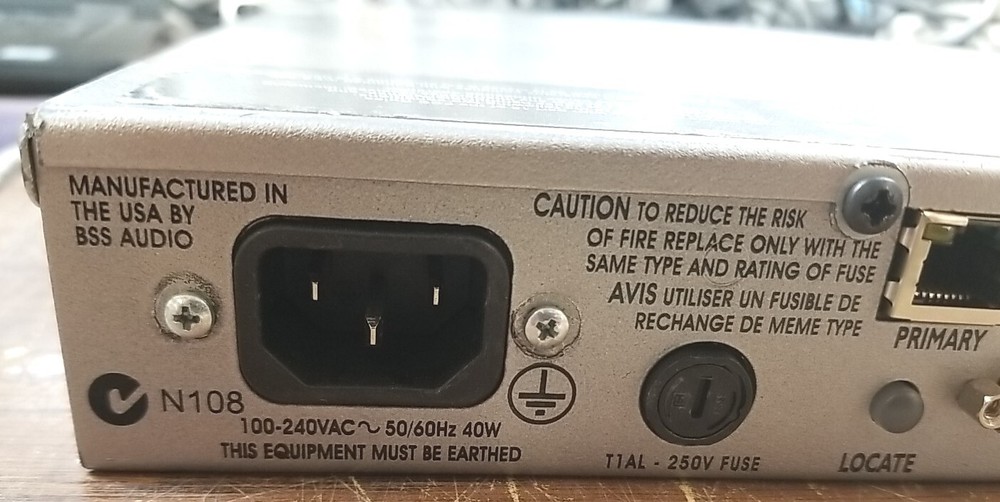 MANUFACTURED IN
THE USA BY
BSS AUDIO
CAUTION TO REDUCE THE RISK
OF FIRE REPLACE ONLY WITH THE
SAME TYPE AND RATING OF FUSE
AVIS UTILISER UN FUSIBLE DE
RECHANGE DE MEME TYPE
PRIMARY
N108
100-240VAC ~ 50/60Hz 40W
THIS EQUIPMENT MUST BE EARTHED
T1AL - 250V FUSE
LOCATE